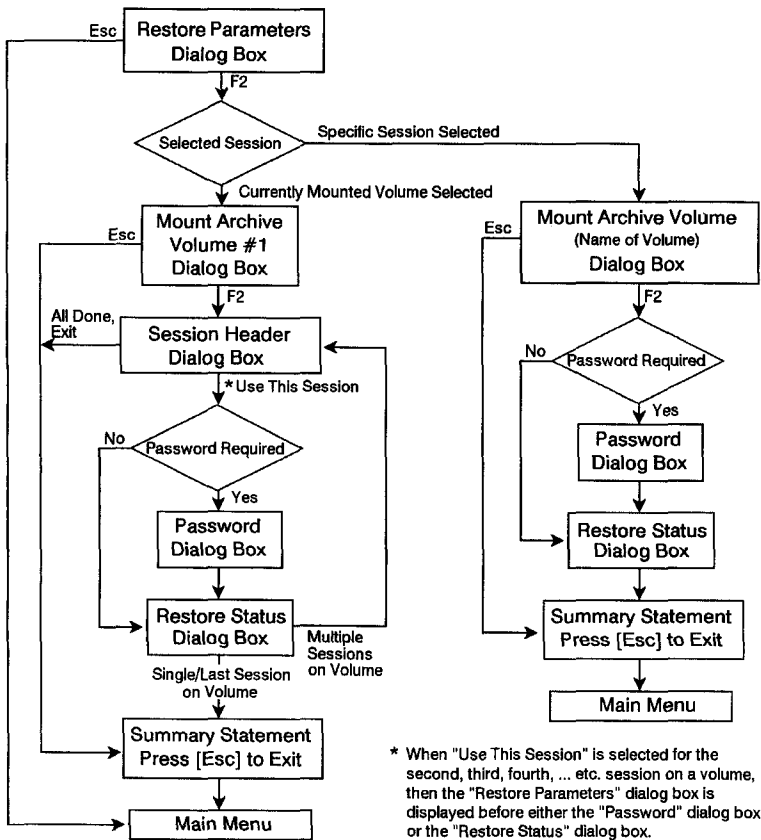 Esc
Restore Parameters
Dialog Box
F2
Selected Session
Specific Session Selected
Currently Mounted Volume Selected
Esc
Mount Archive
Volume #1
Dialog Box
F2
All Done,
Exit
Session Header
Dialog Box
* Use This Session
No
Password Required
Yes
Password
Dialog Box
Restore Status
Dialog Box
Multiple
Sessions
on Volume
Single/Last Session
on Volume
Summary Statement
Press [Esc] to Exit
Main Menu
Esc
Mount Archive Volume
(Name of Volume)
Dialog Box
F2
No
Password Required
Yes
Password
Dialog Box
Restore Status
Dialog Box
Summary Statement
Press [Esc] to Exit
Main Menu
* When "Use This Session" is selected for the
second, third, fourth, ... etc. session on a volume,
then the "Restore Parameters" dialog box is
displayed before either the "Password" dialog box
or the "Restore Status" dialog box.